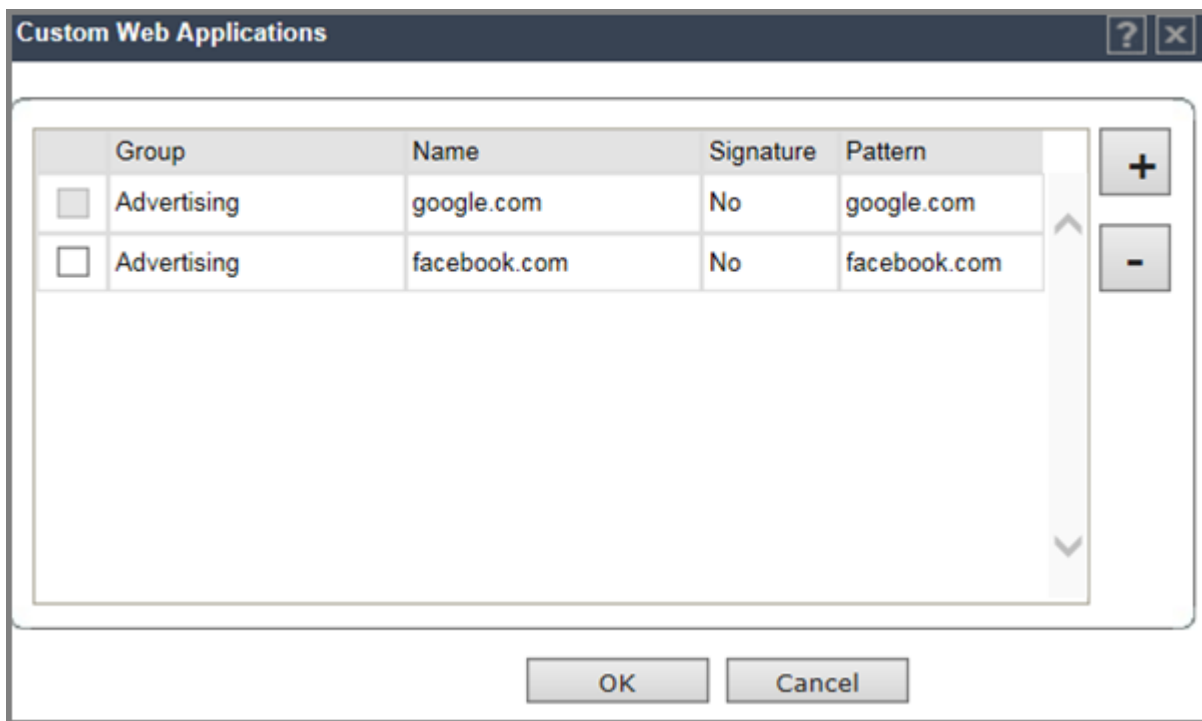 Custom Web Applications ? x
Group Name Signature Pattern +
Advertising google.com No google.com
Advertising facebook.com No facebook.com -
OK Cancel